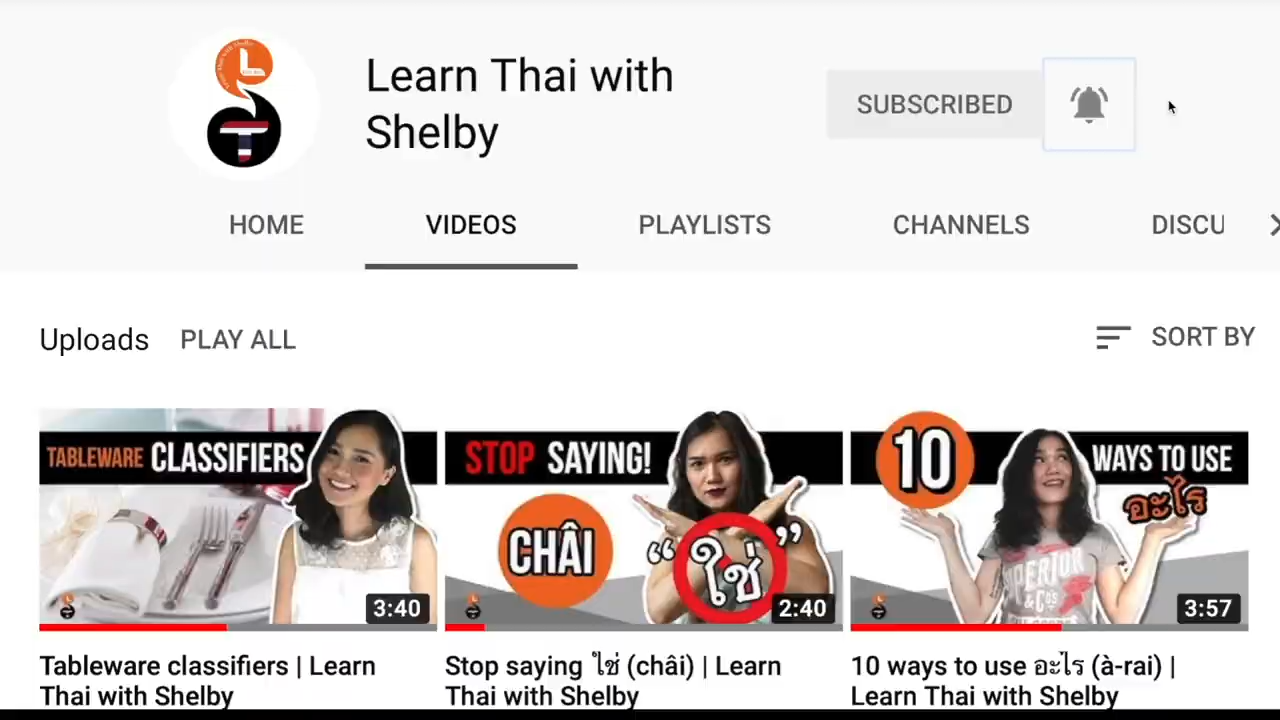 Learn Thai with
Shelby
SUBSCRIBED
HOME
VIDEOS
PLAYLISTS
CHANNELS
DISCU
Uploads
PLAY ALL
SORT BY
TABLEWARE CLASSIFIERS
3:40
STOP SAYING!
CHÂI
“ใช่”
2:40
10
WAYS TO USE
อะไร
SUPERIOR
& CO's
3:57
Tableware classifiers | Learn
Thai with Shelby
Stop saying ใช่ (châi) | Learn
Thai with Shelby
10 ways to use อะไร (à-rai) |
Learn Thai with Shelby